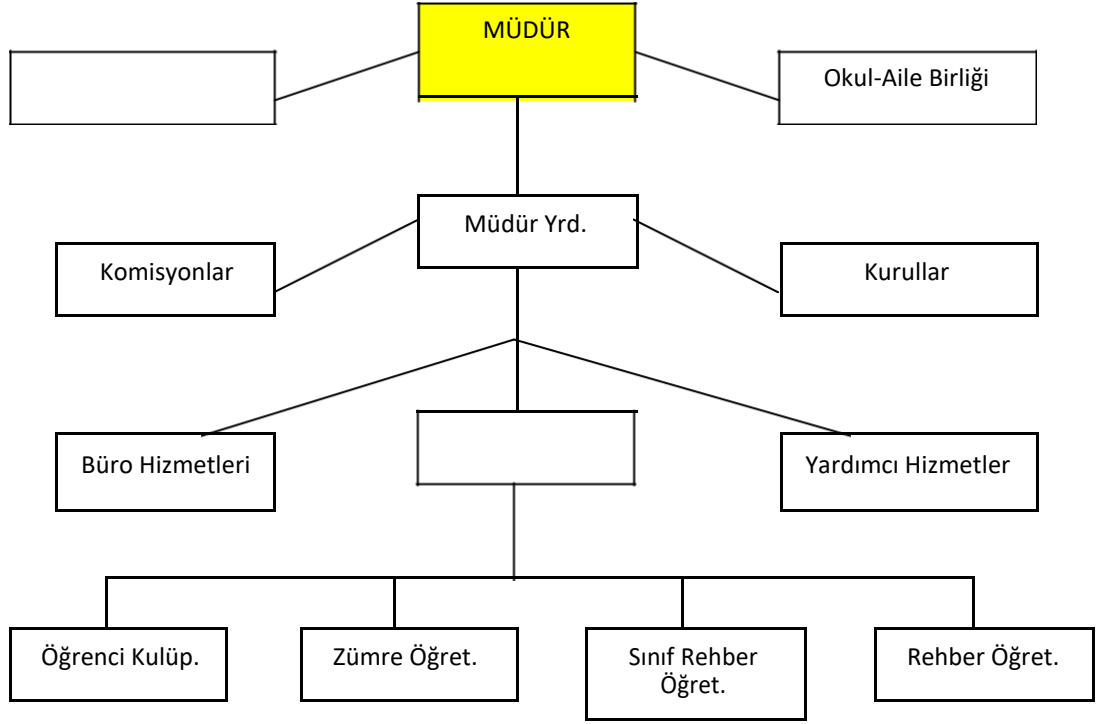 MÜDÜR
Okul-Aile Birliği
Müdür Yrd.
Komisyonlar
Kurullar
Büro Hizmetleri
Yardımcı Hizmetler
Öğrenci Kulüp.
Zümre Öğret.
Sınıf Rehber
Öğret.
Rehber Öğret.